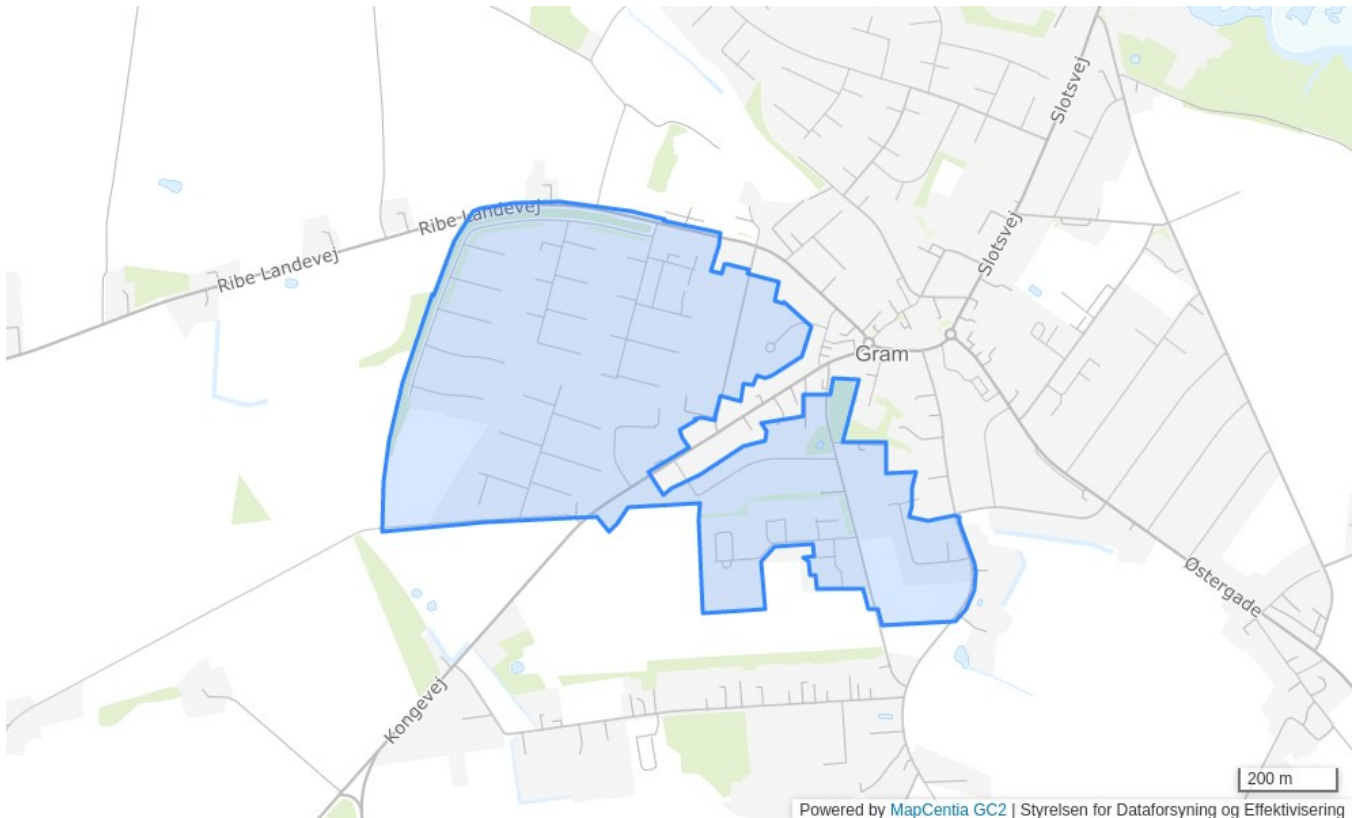 Slotsvej
Ribe Landevej
Slotsvej
Ribe-Landevej
Gram
Østergade
Kongevej
200 m
Powered by MapCentia GC2 | Styrelsen for Dataforsyning og Effektivisering